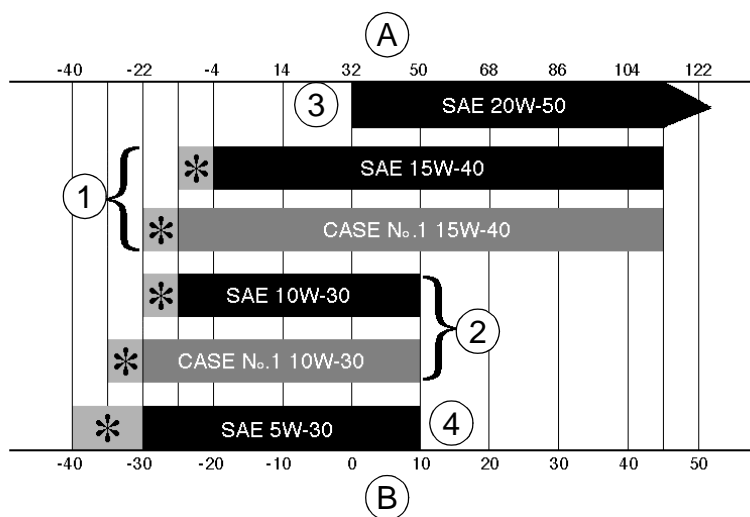 A
-40 -22 -4 14 32 50 68 86 104 122
3 SAE 20W-50
* SAE 15W-40
1
* CASE No.1 15W-40
* SAE 10W-30
2
* CASE No.1 10W-30
* SAE 5W-30 4
-40 -30 -20 -10 0 10 20 30 40 50
B